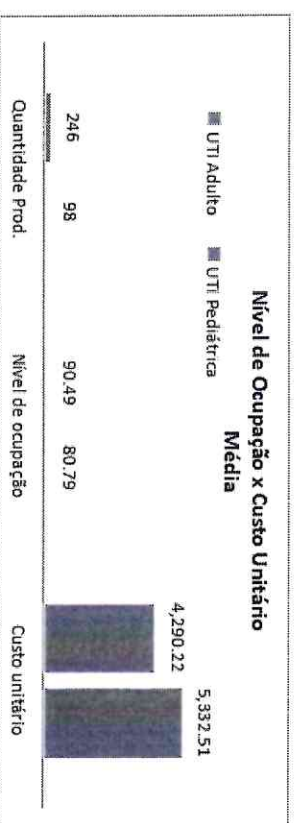 Nível de Ocupação x Custo Unitário
Média
UTI Adulto UTI Pediátrica
246 98 90.49 80.79 4,290.22 5,332.51
Quantidade Prod. Nível de ocupação Custo unitário